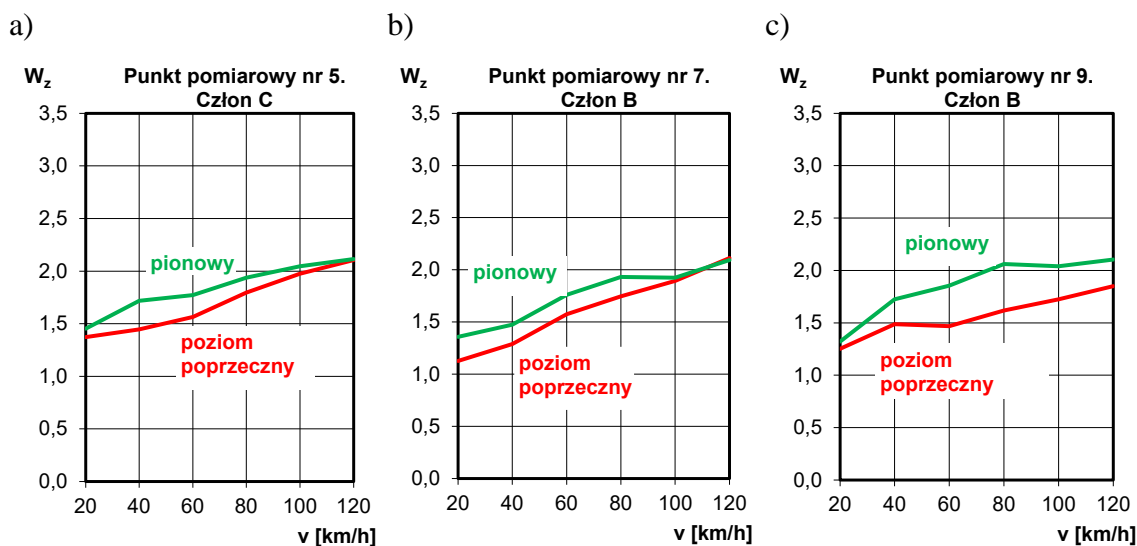 a)
b)
c)
Wz
Punkt pomiarowy nr 5.
Człon C
3,5
3,0
2,5
2,0
1,5
1,0
0,5
0,0
pionowy
poziom
poprzeczny
20 40 60 80 100 120
v [km/h]
Wz
Punkt pomiarowy nr 7.
Człon B
3,5
3,0
2,5
2,0
1,5
1,0
0,5
0,0
pionowy
poziom
poprzeczny
20 40 60 80 100 120
v [km/h]
Wz
Punkt pomiarowy nr 9.
Człon B
3,5
3,0
2,5
2,0
1,5
1,0
0,5
0,0
pionowy
poziom
poprzeczny
20 40 60 80 100 120
v [km/h]